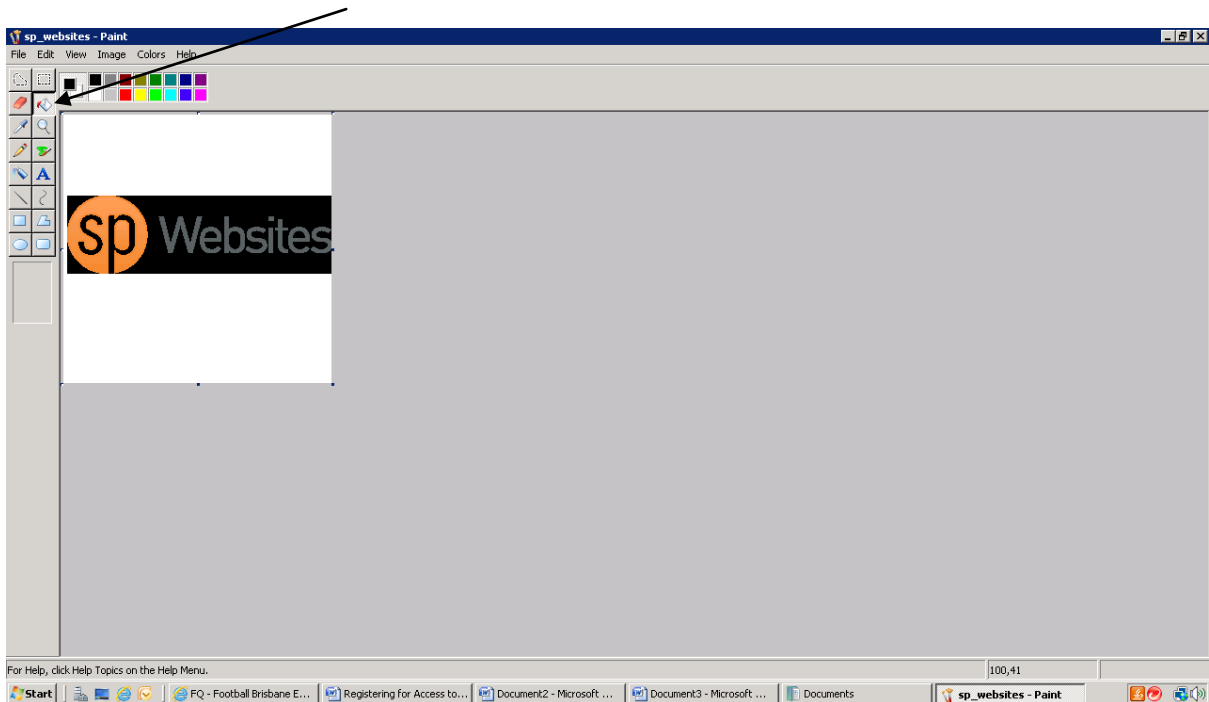 sp_websites - Paint
File Edit View Image Colors Help
A
sp Websites
For Help, click Help Topics on the Help Menu.
100,41
Start
FQ - Football Brisbane E...
Registering for Access to...
Document2 - Microsoft ...
Document3 - Microsoft ...
Documents
sp_websites - Paint